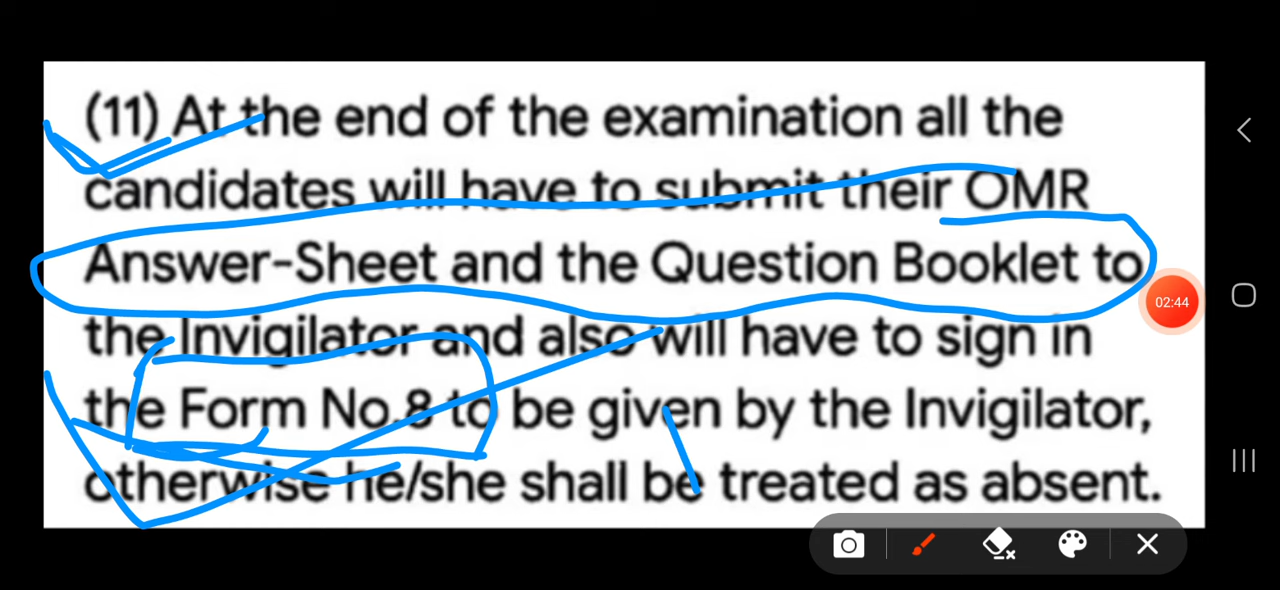 (11) At the end of the examination all the
candidates will have to submit their OMR
Answer-Sheet and the Question Booklet to
the Invigilator and also will have to sign in
the Form No.8 to be given by the Invigilator,
otherwise he/she shall be treated as absent.
02:44